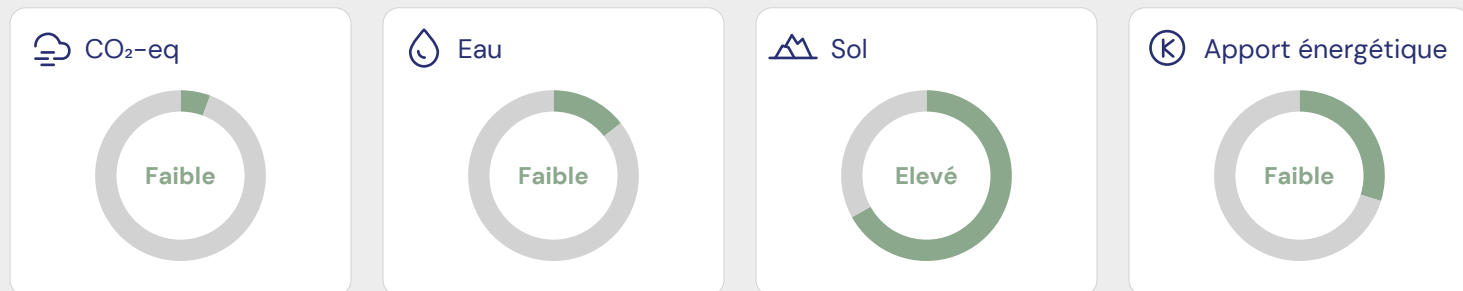 CO₂-eq
Eau
Sol
Apport énergétique
Faible
Faible
Elevé
Faible